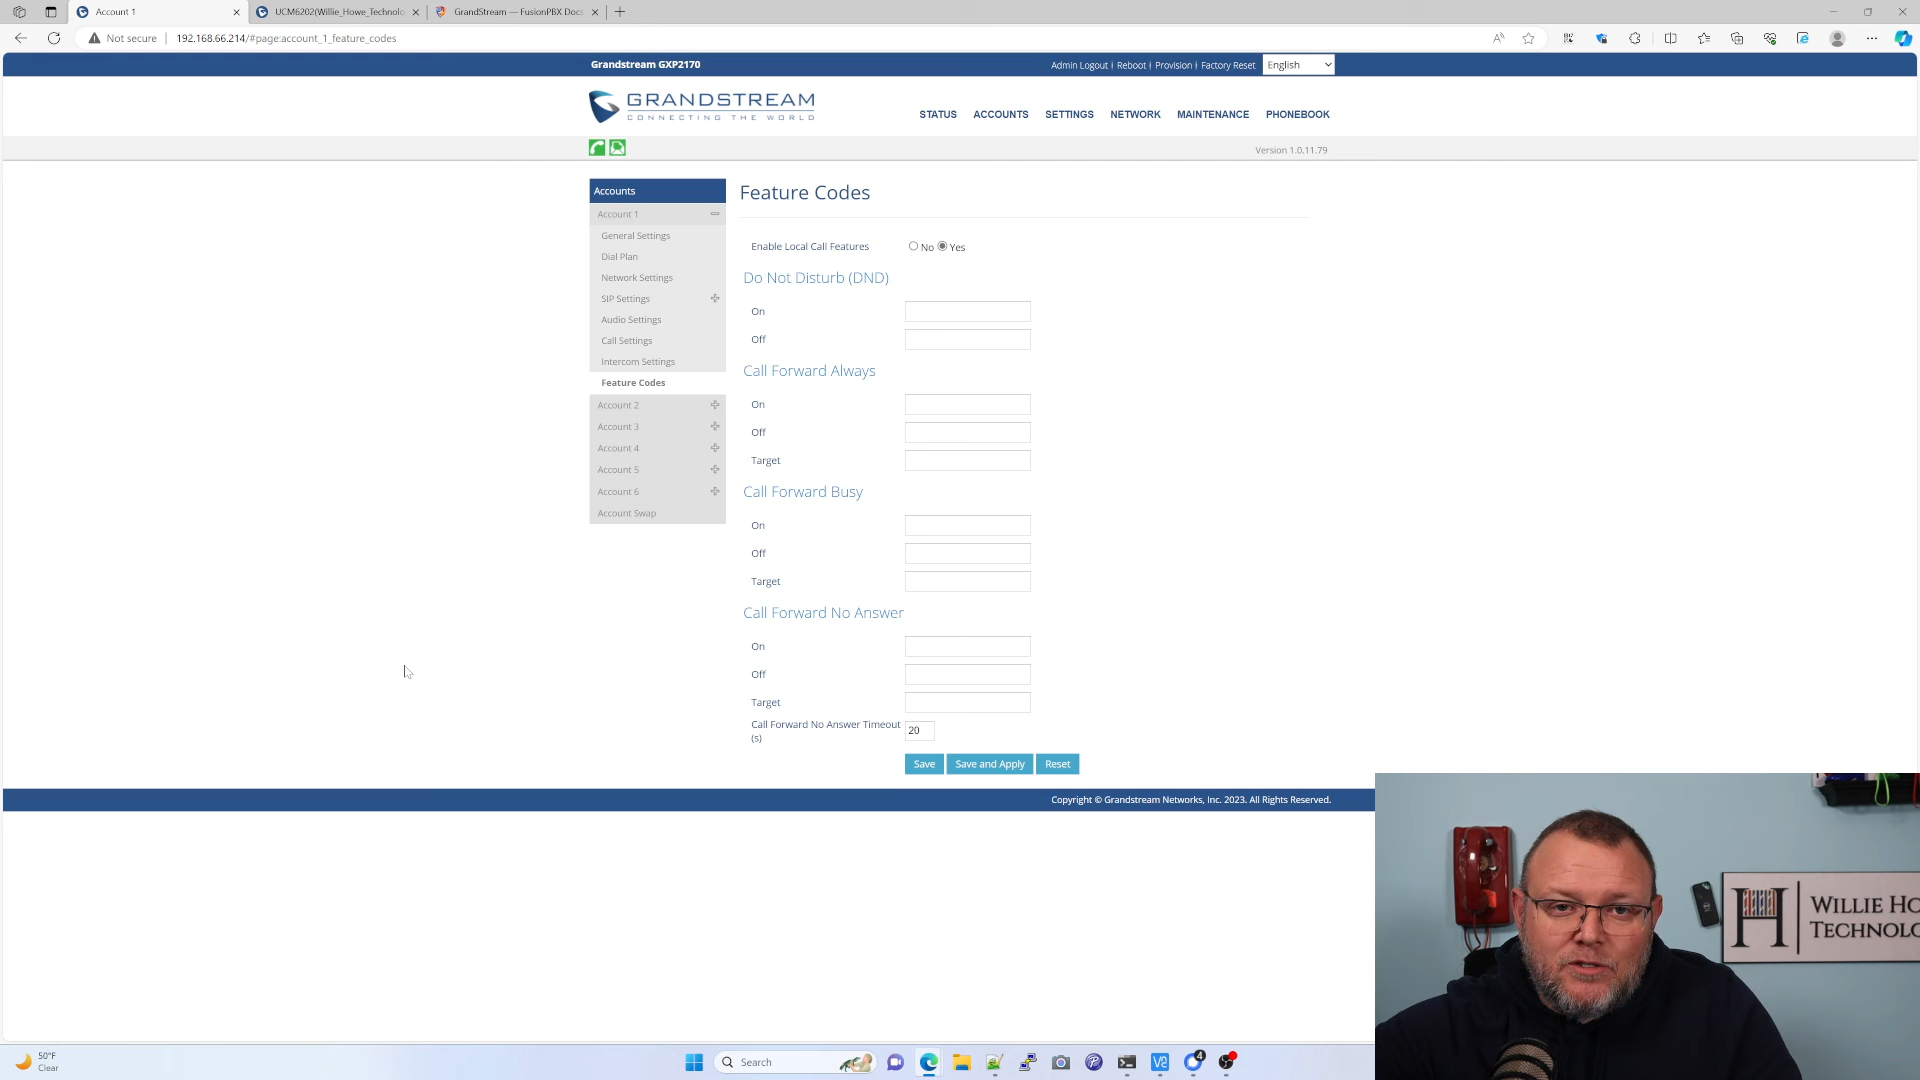 Account 1
UCM6202(Willie_Howe_Technolo
GrandStream — FusionPBX Docs
Not secure
192.168.66.214/#page:account_1_feature_codes
Grandstream GXP2170
Admin Logout | Reboot | Provision | Factory Reset
English
GRANDSTREAM
CONNECTING THE WORLD
STATUS ACCOUNTS SETTINGS NETWORK MAINTENANCE PHONEBOOK
Version 1.0.11.79
Accounts
Account 1
General Settings
Dial Plan
Network Settings
SIP Settings
Audio Settings
Call Settings
Intercom Settings
Feature Codes
Account 2
Account 3
Account 4
Account 5
Account 6
Account Swap
Feature Codes
Enable Local Call Features No Yes
Do Not Disturb (DND)
On
Off
Call Forward Always
On
Off
Target
Call Forward Busy
On
Off
Target
Call Forward No Answer
On
Off
Target
Call Forward No Answer Timeout
(s)
20
Save Save and Apply Reset
Copyright © Grandstream Networks, Inc. 2023. All Rights Reserved.
H
WILLIE HO
TECHNOLO
50°F
Clear
Search
4